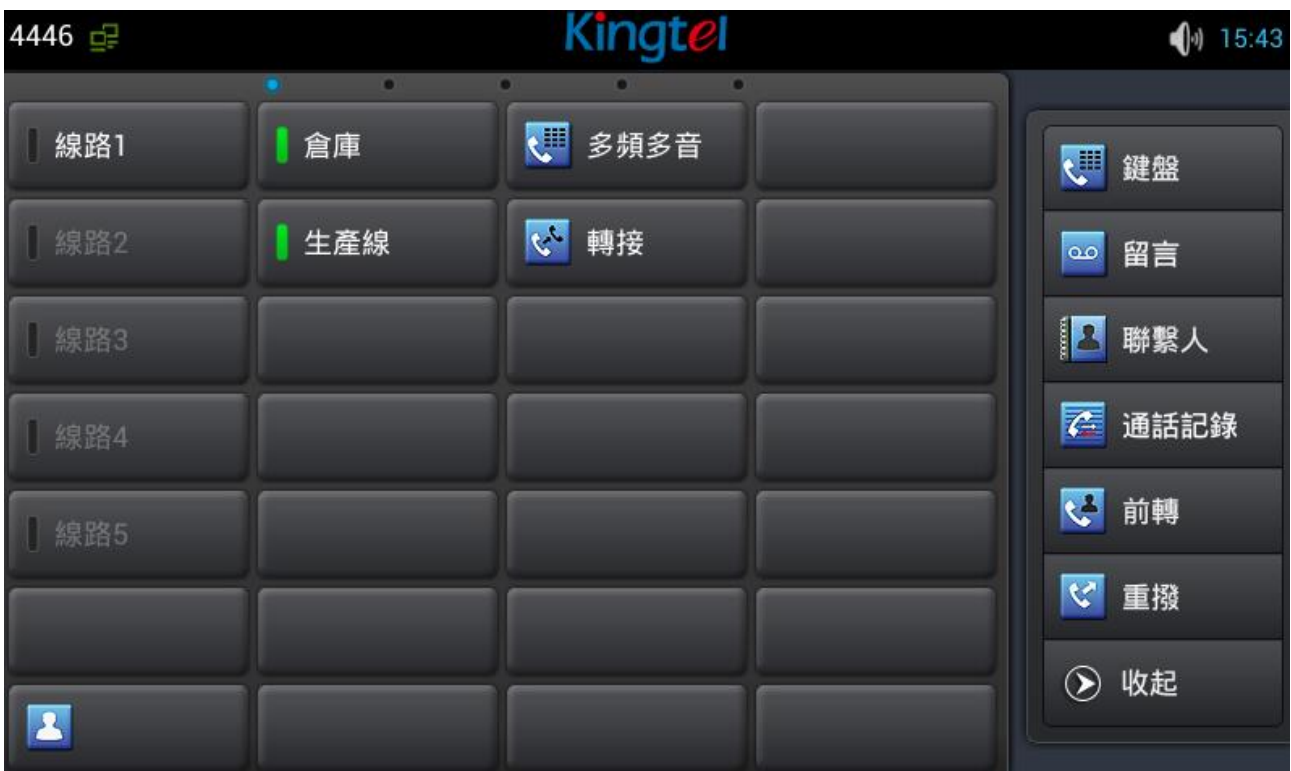 4446 Kingtel 15:43
線路1 倉庫 多頻多音
線路2 生產線 轉接
線路3
線路4
線路5
鍵盤
留言
聯繫人
通話記錄
前轉
重撥
收起